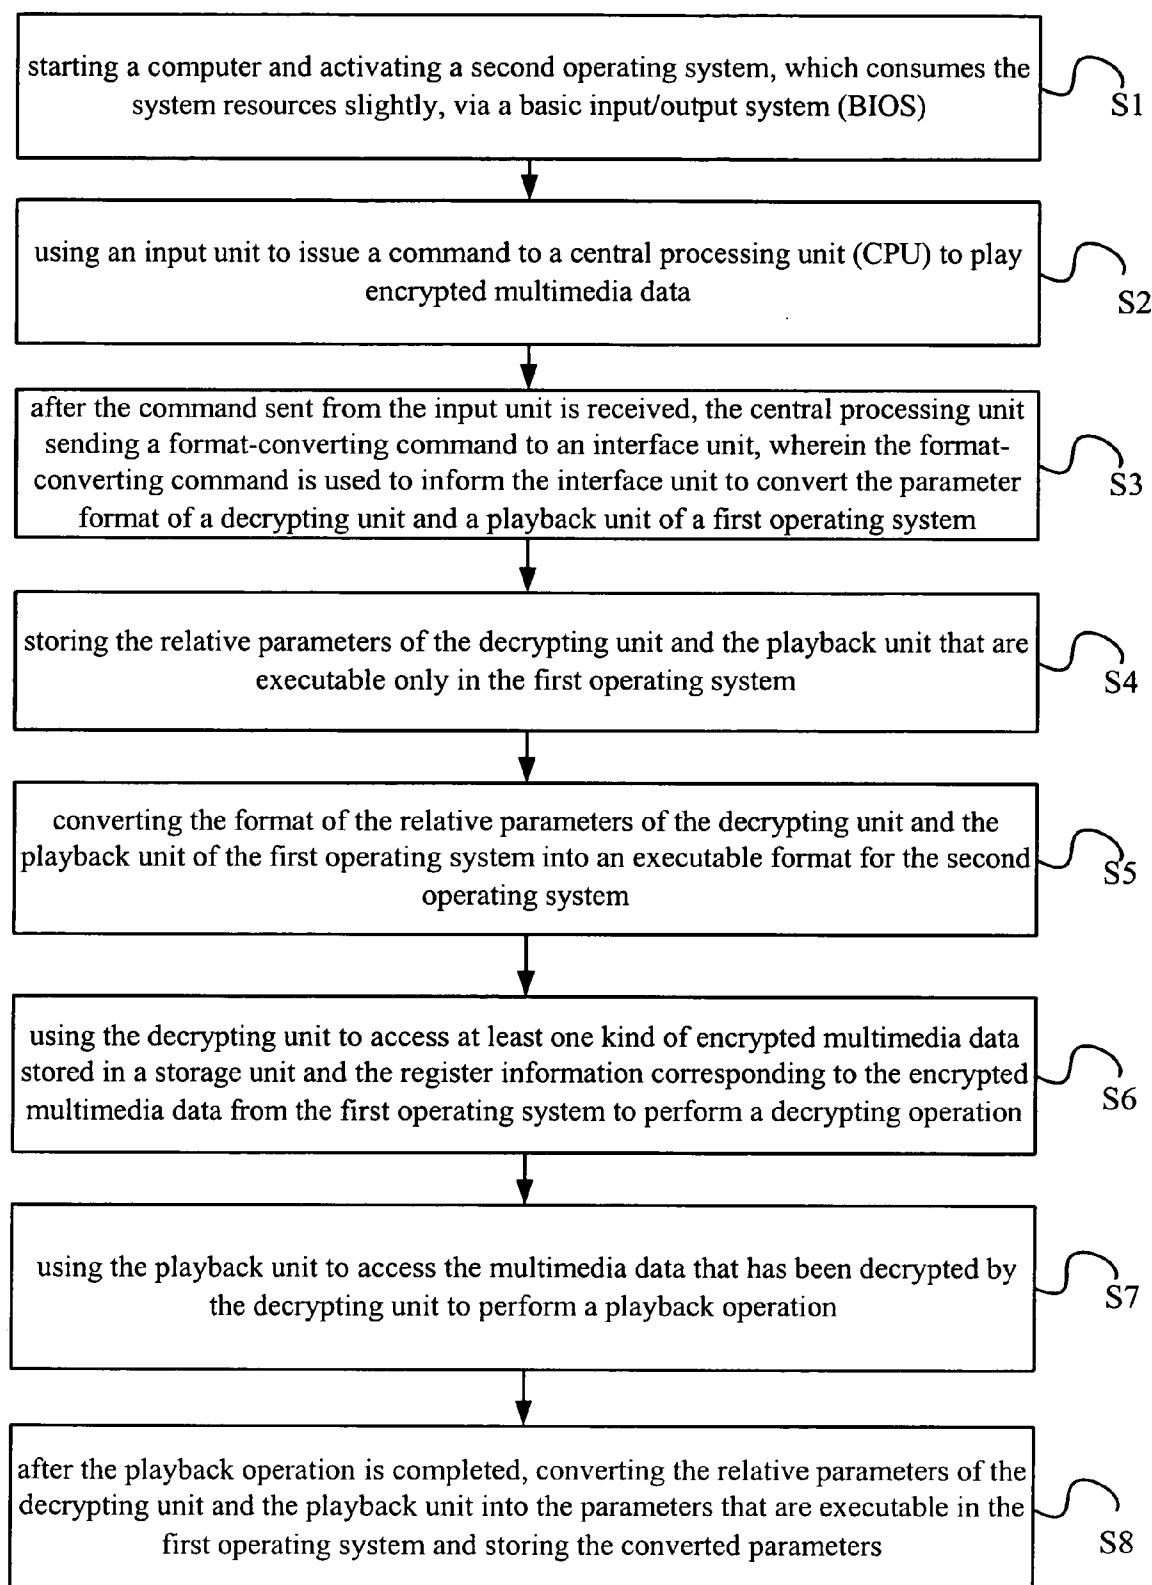 starting a computer and activating a second operating system, which consumes the
system resources slightly, via a basic input/output system (BIOS)
S1
using an input unit to issue a command to a central processing unit (CPU) to play
encrypted multimedia data
S2
after the command sent from the input unit is received, the central processing unit
sending a format-converting command to an interface unit, wherein the format-
converting command is used to inform the interface unit to convert the parameter
format of a decrypting unit and a playback unit of a first operating system
S3
storing the relative parameters of the decrypting unit and the playback unit that are
executable only in the first operating system
S4
converting the format of the relative parameters of the decrypting unit and the
playback unit of the first operating system into an executable format for the second
operating system
S5
using the decrypting unit to access at least one kind of encrypted multimedia data
stored in a storage unit and the register information corresponding to the encrypted
multimedia data from the first operating system to perform a decrypting operation
S6
using the playback unit to access the multimedia data that has been decrypted by
the decrypting unit to perform a playback operation
S7
after the playback operation is completed, converting the relative parameters of the
decrypting unit and the playback unit into the parameters that are executable in the
first operating system and storing the converted parameters
S8